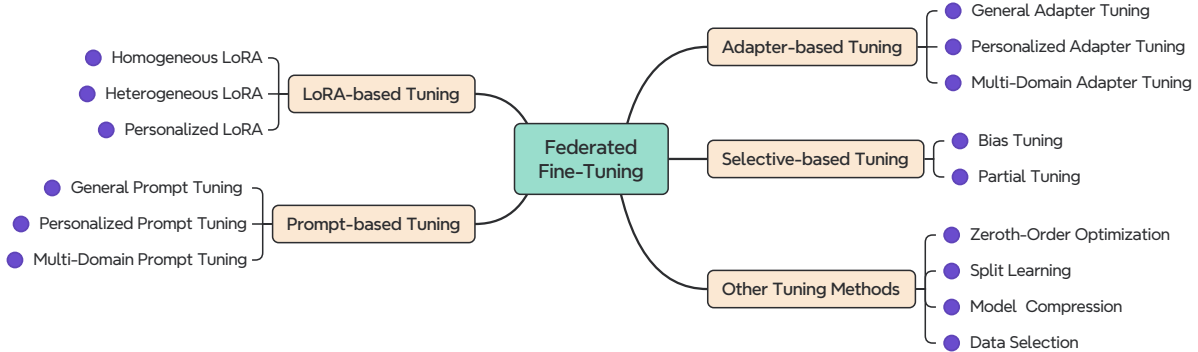 Federated
Fine-Tuning
LoRA-based Tuning
Homogeneous LoRA
Heterogeneous LoRA
Personalized LoRA
Prompt-based Tuning
General Prompt Tuning
Personalized Prompt Tuning
Multi-Domain Prompt Tuning
Adapter-based Tuning
General Adapter Tuning
Personalized Adapter Tuning
Multi-Domain Adapter Tuning
Selective-based Tuning
Bias Tuning
Partial Tuning
Other Tuning Methods
Zeroth-Order Optimization
Split Learning
Model Compression
Data Selection